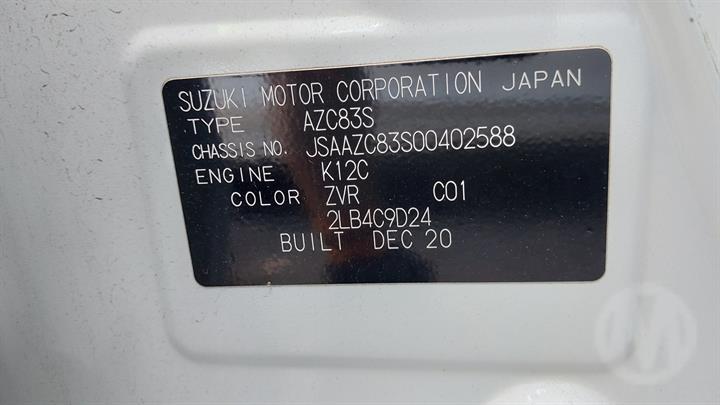 SUZUKI MOTOR CORPORATION JAPAN
TYPE AZC83S
CHASSIS NO. JSAAZC83S00402588
ENGINE K12C
COLOR ZVR C01
2LB4C9D24
BUILT DEC 20
M